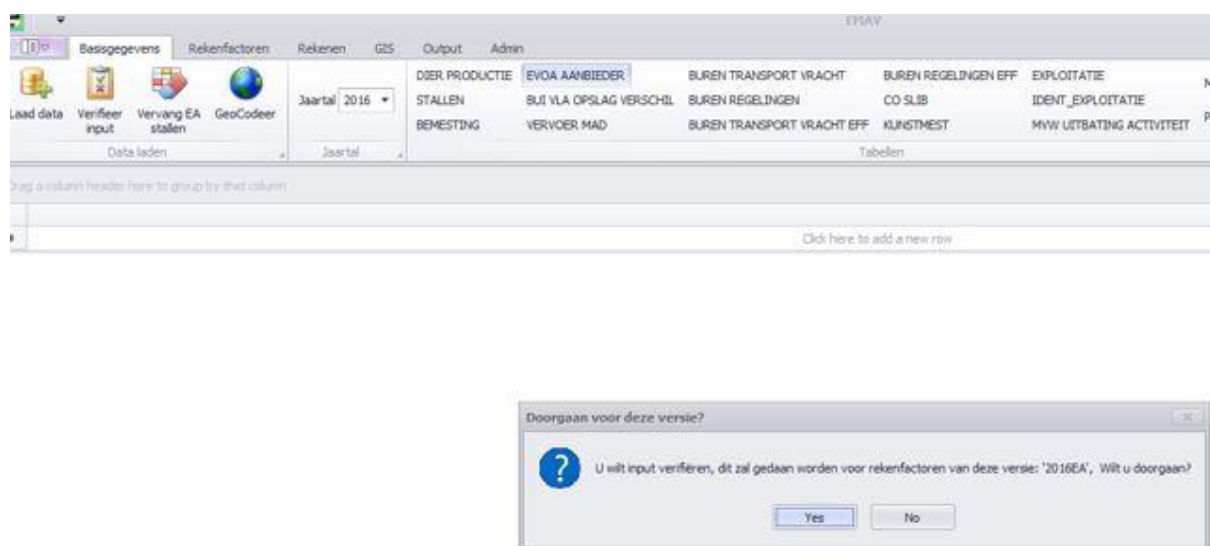 EMAV
Basisgegevens Rekenfactoren Rekenen GIS Output Admin
DIER PRODUCTIE EVOA AANBIEDER BUREN TRANSPORT VRACHT BUREN REGELINGEN EFF EXPLOITATIE
STALLEN BUI VLA OPSLAG VERSCHIL BUREN REGELINGEN CO SLIB IDENT_EXPLOITATIE
BEMESTING VERVOER MAD BUREN TRANSPORT VRACHT EFF KUNSTMEST MVW UITBATING ACTIVITEIT
Laad data Verifieer input Vervang EA stallen GeoCodeer
Jaartal 2016
Data laden Jaartal Tabellen
Drag a column header here to group by that column
Click here to add a new row
Doorgaan voor deze versie?
U wilt input verifiëren, dit zal gedaan worden voor rekenfactoren van deze versie: '2016EA', Wilt u doorgaan?
Yes No